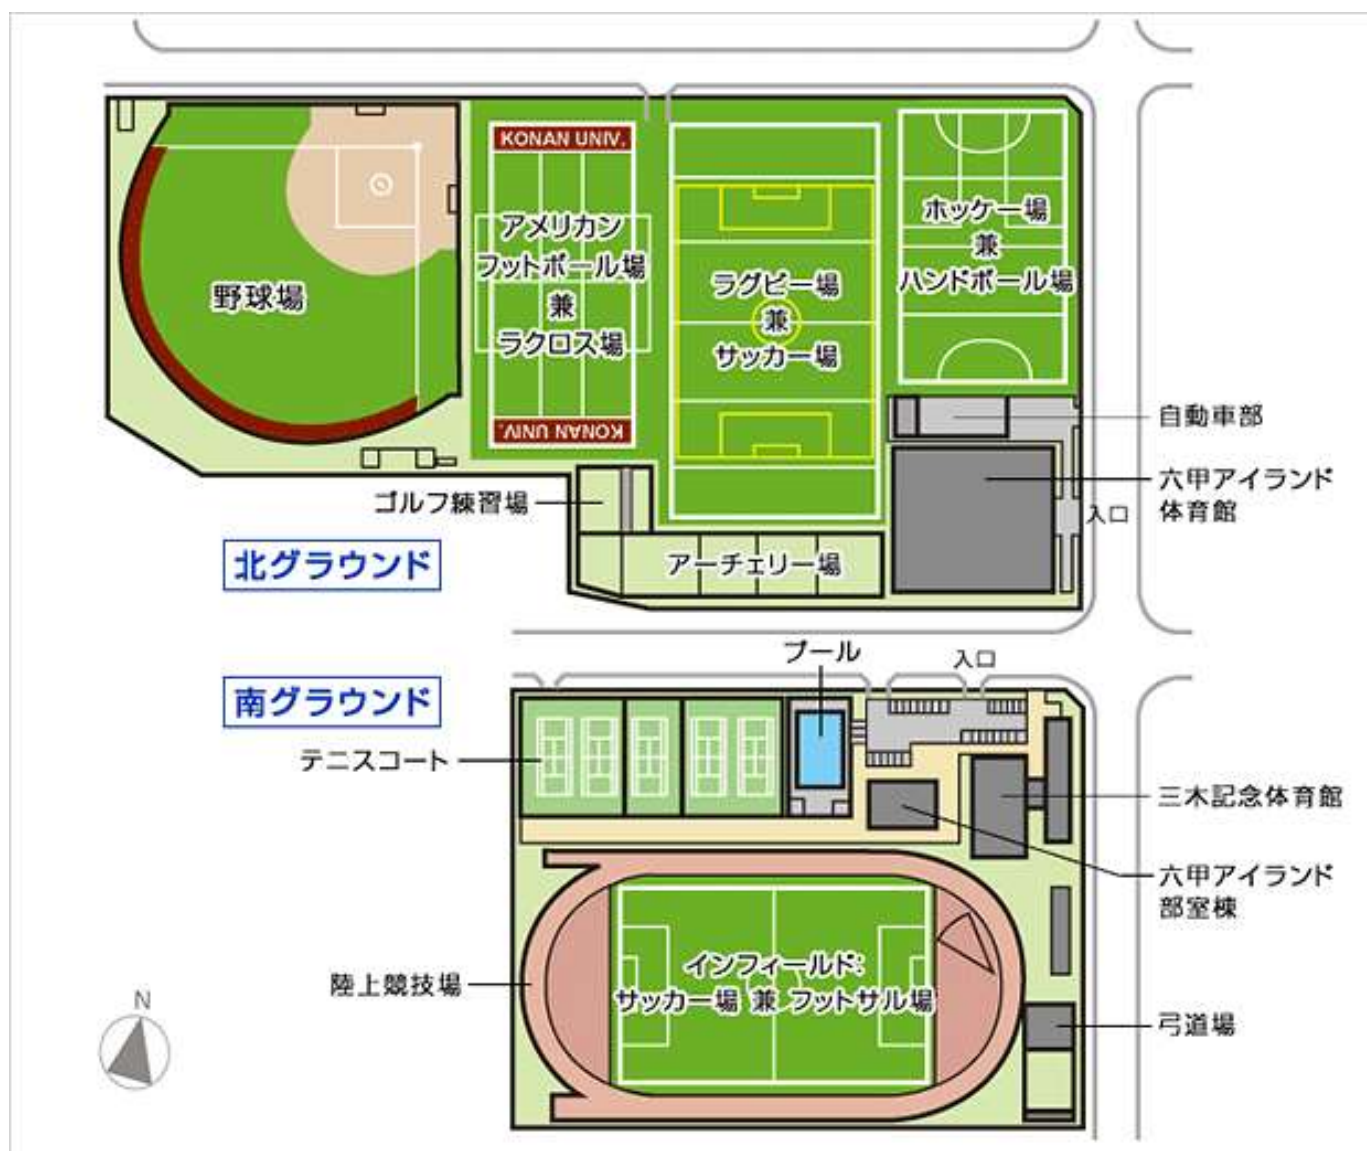 KONAN UNIV.
アメリカン
フットボール場
兼
ラクロス場
KONAN UNIV.
野球場
ラグビー場
兼
サッカー場
ホッケー場
兼
ハンドボール場
自動車部
六甲アイランド
体育館
入口
ゴルフ練習場
アーチェリー場
北グラウンド
南グラウンド
プール
入口
テニスコート
三木記念体育館
六甲アイランド
部室棟
インフィールド:
サッカー場 兼 フットサル場
陸上競技場
弓道場
N